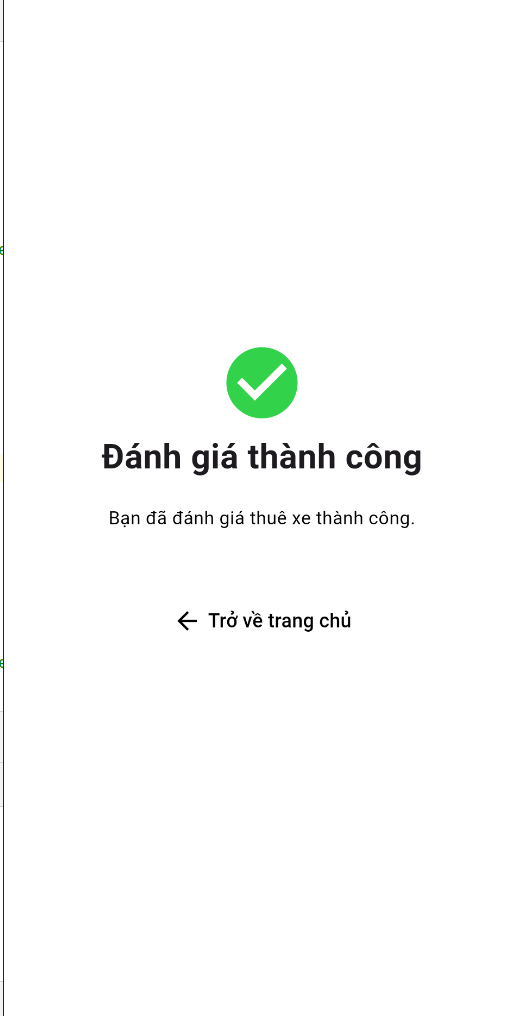 Đánh giá thành công
Bạn đã đánh giá thuê xe thành công.
Trở về trang chủ